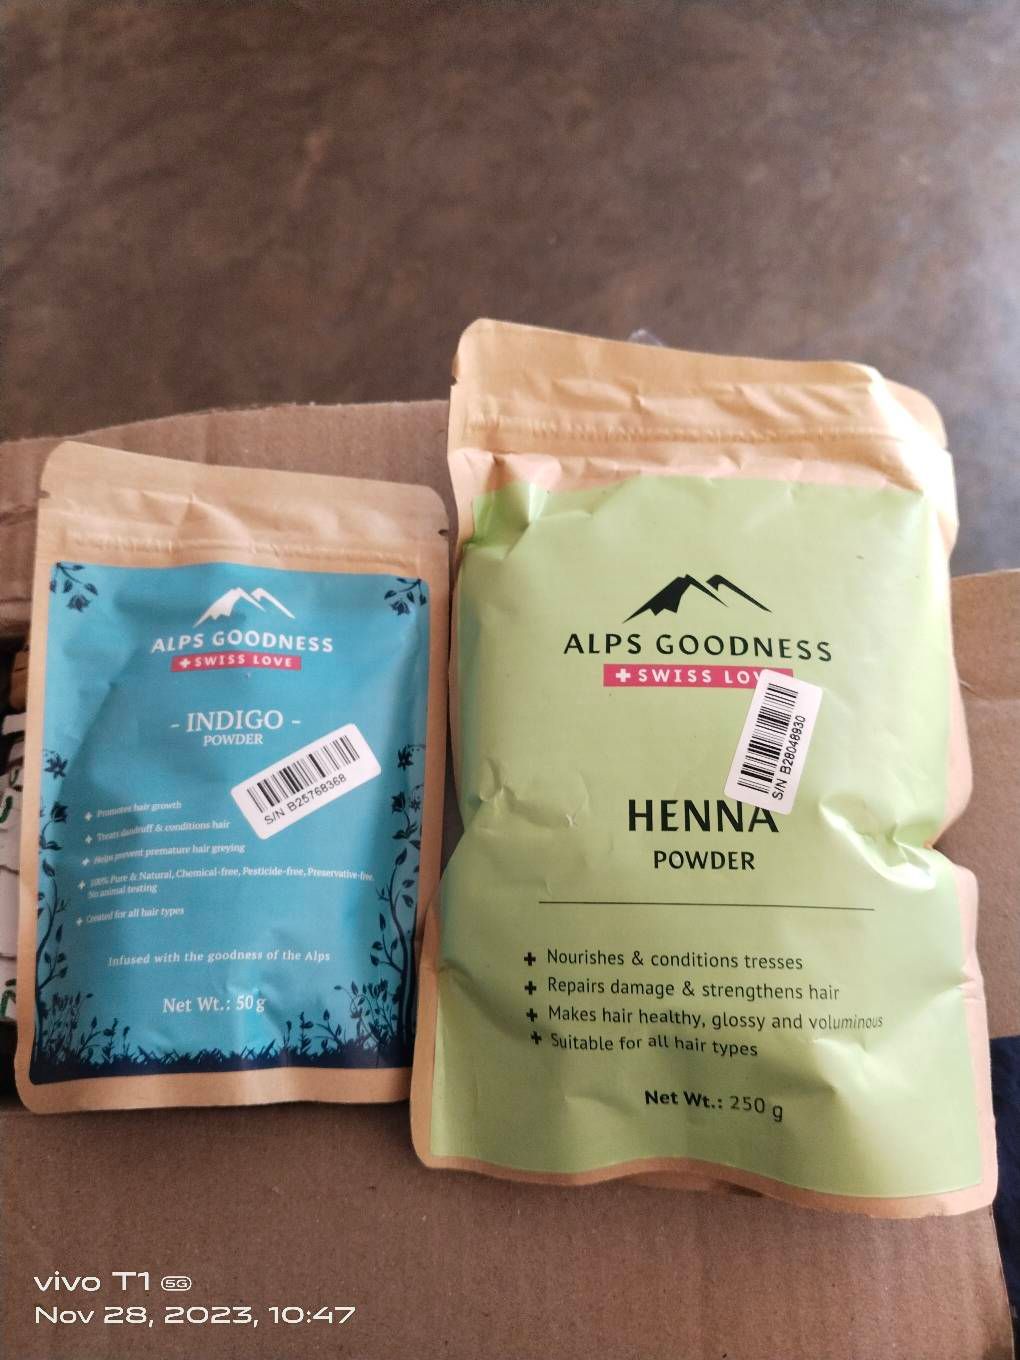 ALPS GOODNESS
SWISS LOVE
- INDIGO -
POWDER
S/N B25768368
Promotes hair growth
Treats dandruff & conditions hair
Helps prevent premature hair greying
100% Pure & Natural, Chemical-free, Pesticide-free, Preservative-free,
No animal testing
Created for all hair types
Infused with the goodness of the Alps
Net Wt.: 50 g
ALPS GOODNESS
SWISS LOV
S/N B28048930
HENNA
POWDER
Nourishes & conditions tresses
Repairs damage & strengthens hair
Makes hair healthy, glossy and voluminous
Suitable for all hair types
Net Wt.: 250 g
vivo T1 5G
Nov 28, 2023, 10:47